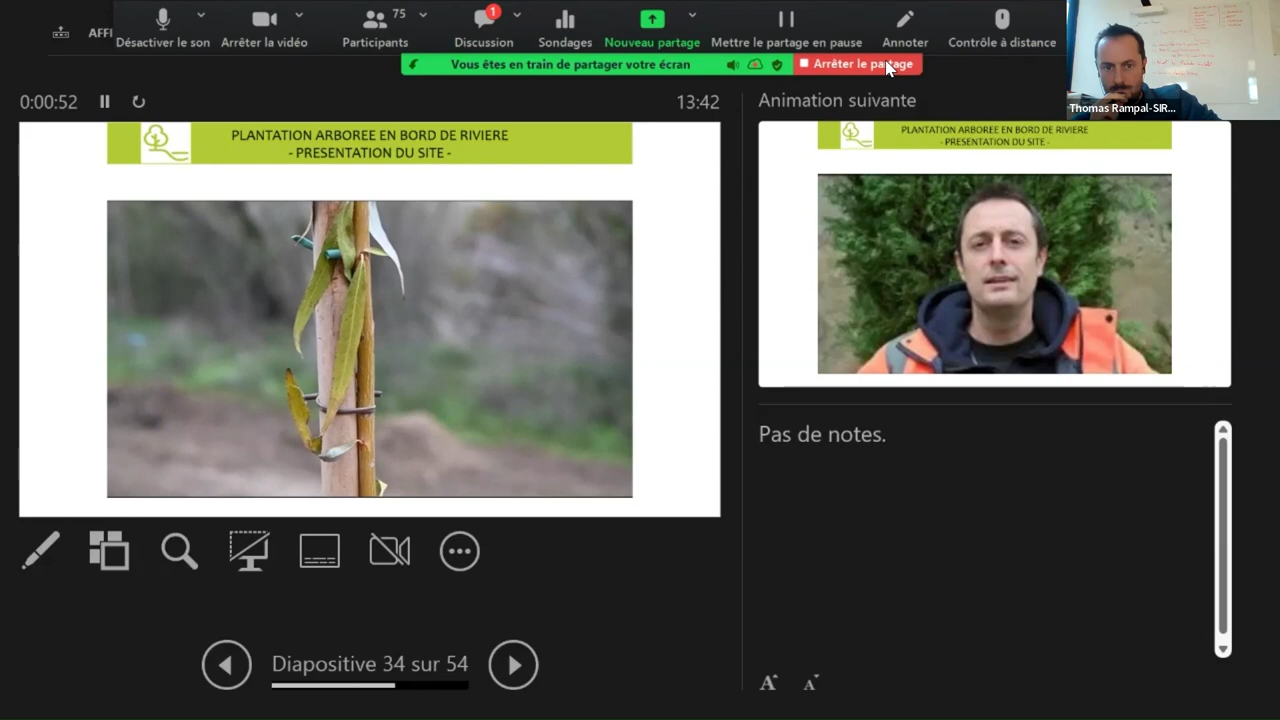 AFFI
Désactiver le son
Arrêter la vidéo
Participants
75
Discussion
1
Sondages
Nouveau partage
Mettre le partage en pause
Annoter
Contrôle à distance
Vous êtes en train de partager votre écran
Arrêter le partage
Thomas Rampal-SIR...
0:00:52
13:42
Animation suivante
PLANTATION ARBOREE EN BORD DE RIVIERE
- PRESENTATION DU SITE -
PLANTATION ARBOREE EN BORD DE RIVIERE
- PRESENTATION DU SITE -
Pas de notes.
Diapositive 34 sur 54
A A